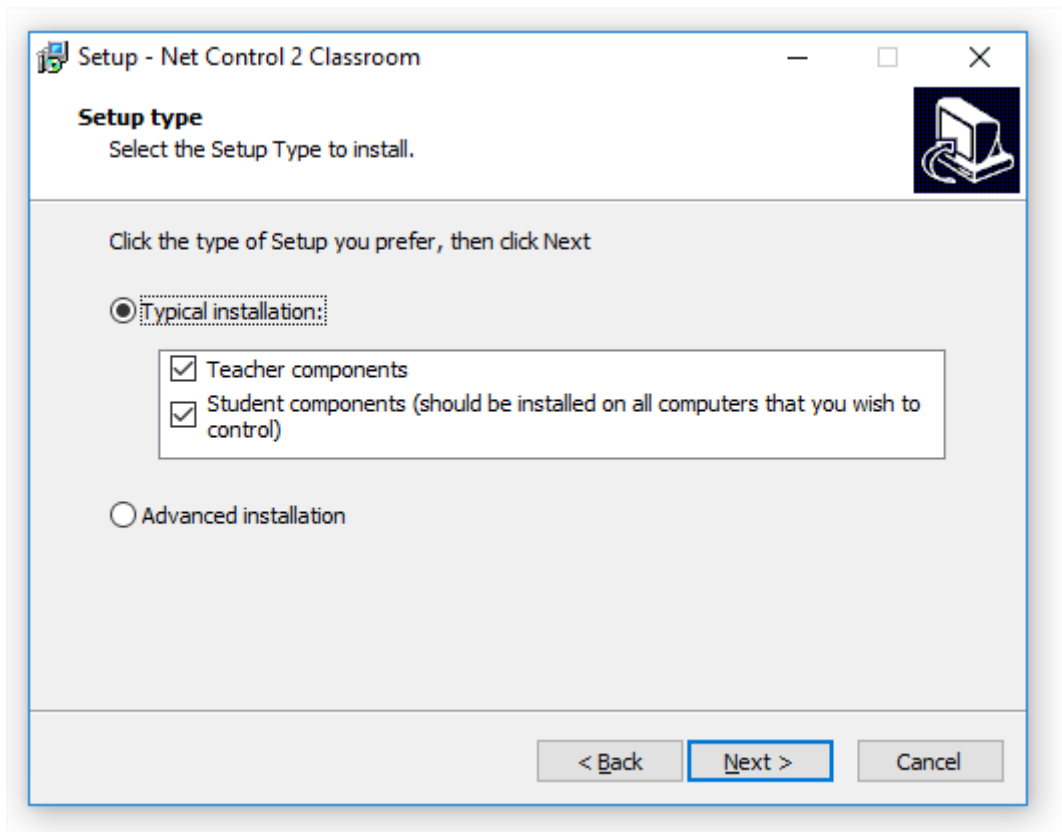 Setup - Net Control 2 Classroom
Setup type
Select the Setup Type to install.
Click the type of Setup you prefer, then click Next
Typical installation:
Teacher components
Student components (should be installed on all computers that you wish to
control)
Advanced installation
< Back Next > Cancel